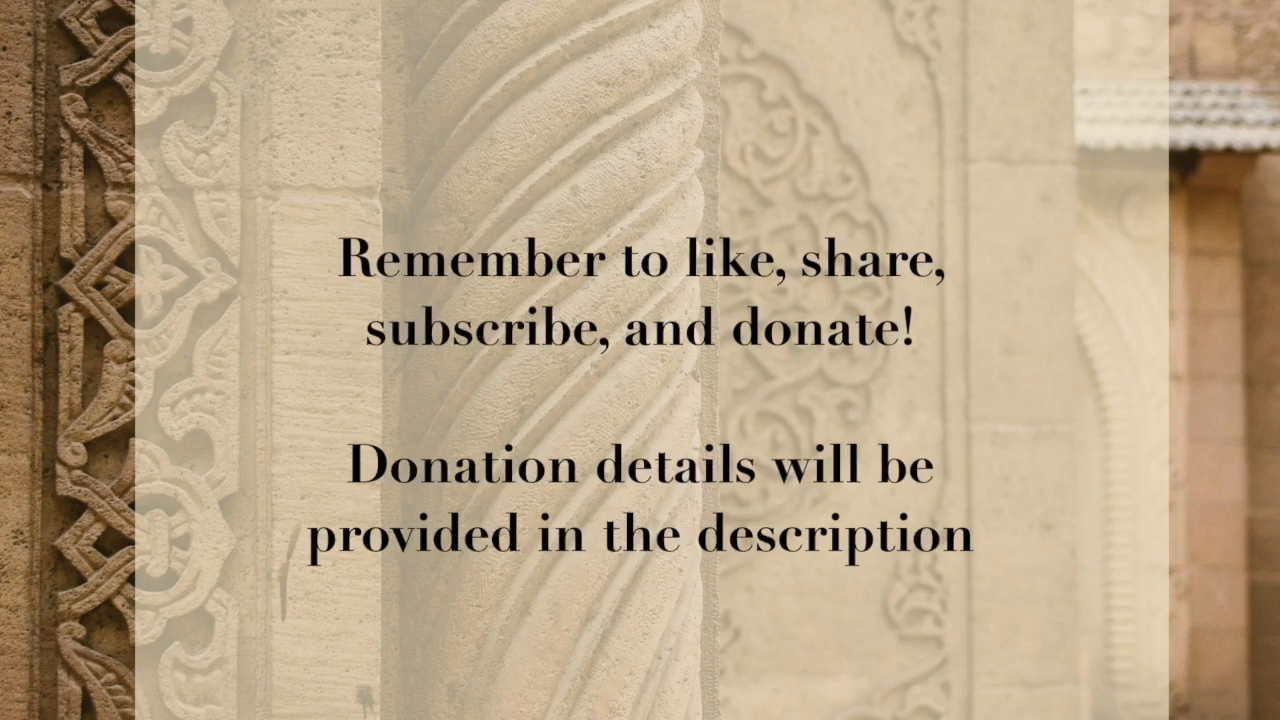 Remember to like, share,
subscribe, and donate!
Donation details will be
provided in the description